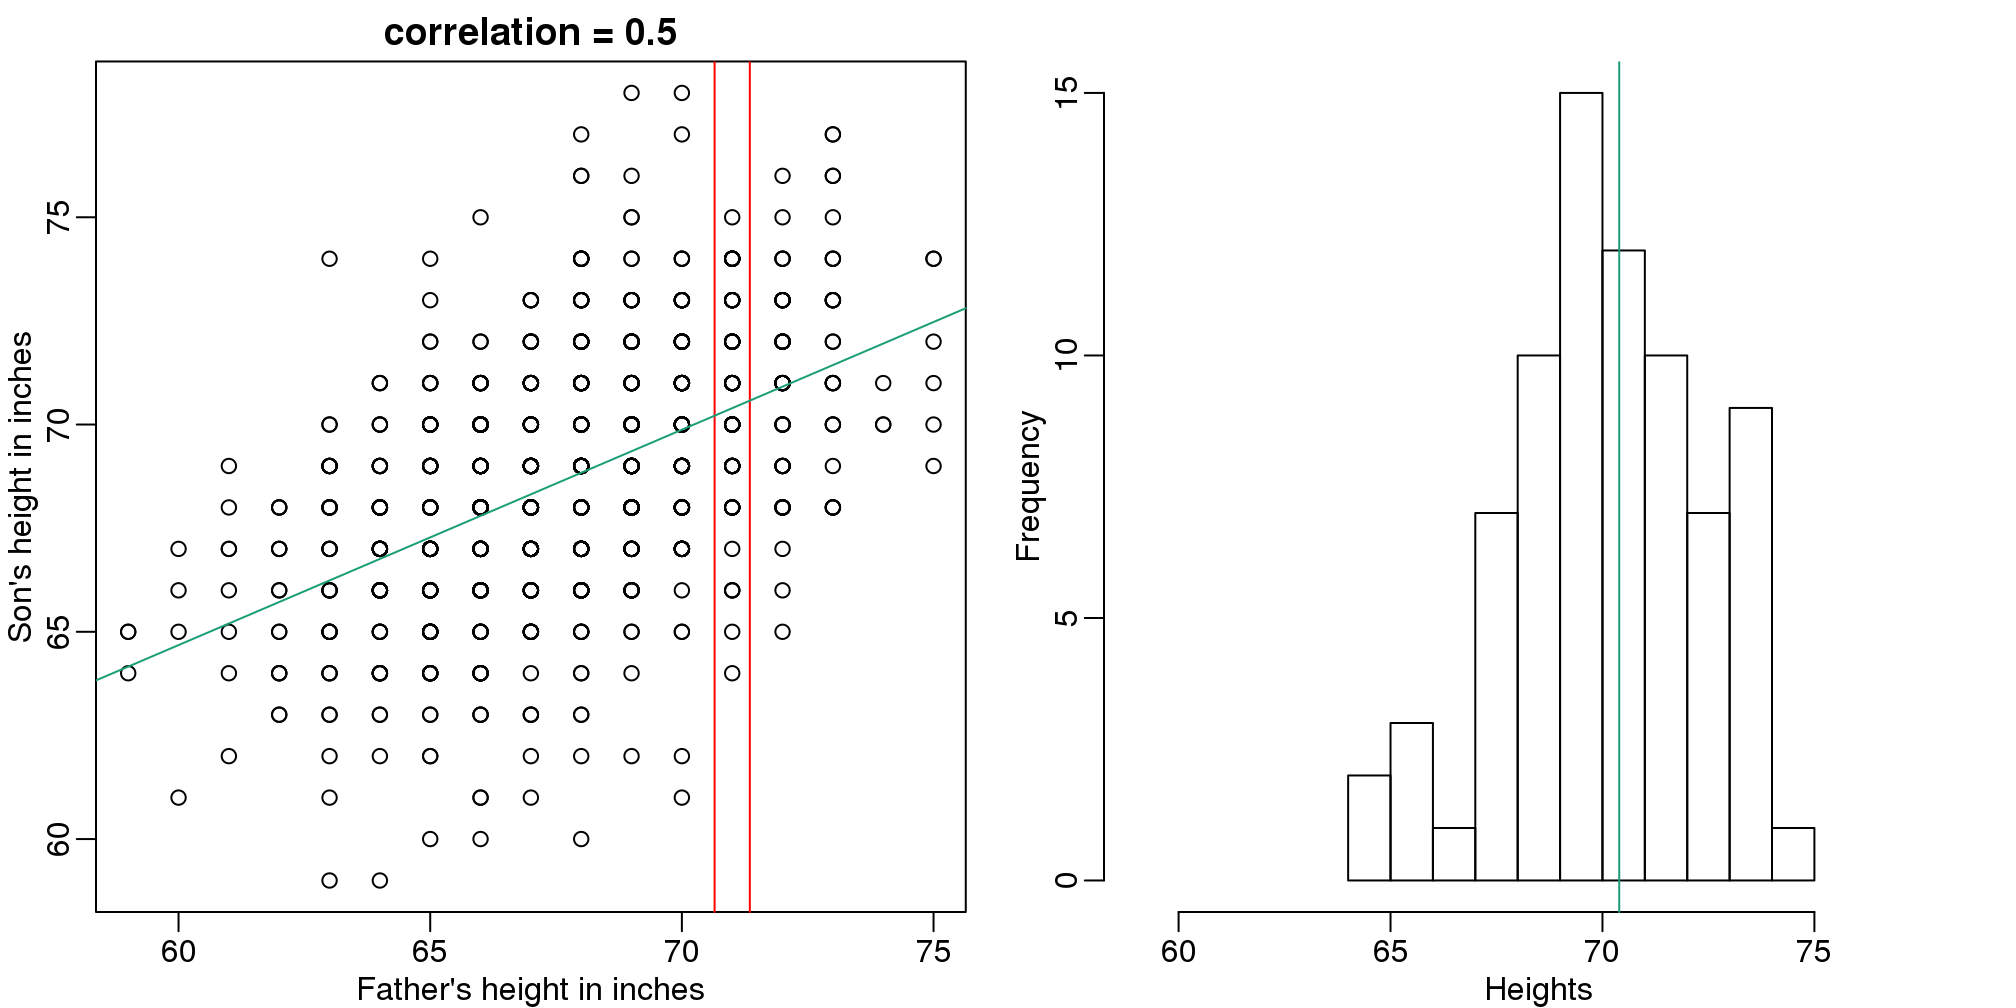 correlation = 0.5
Son's height in inches
75
70
65
60
60 65 70 75
Father's height in inches
Frequency
15
10
5
0
60 65 70 75
Heights